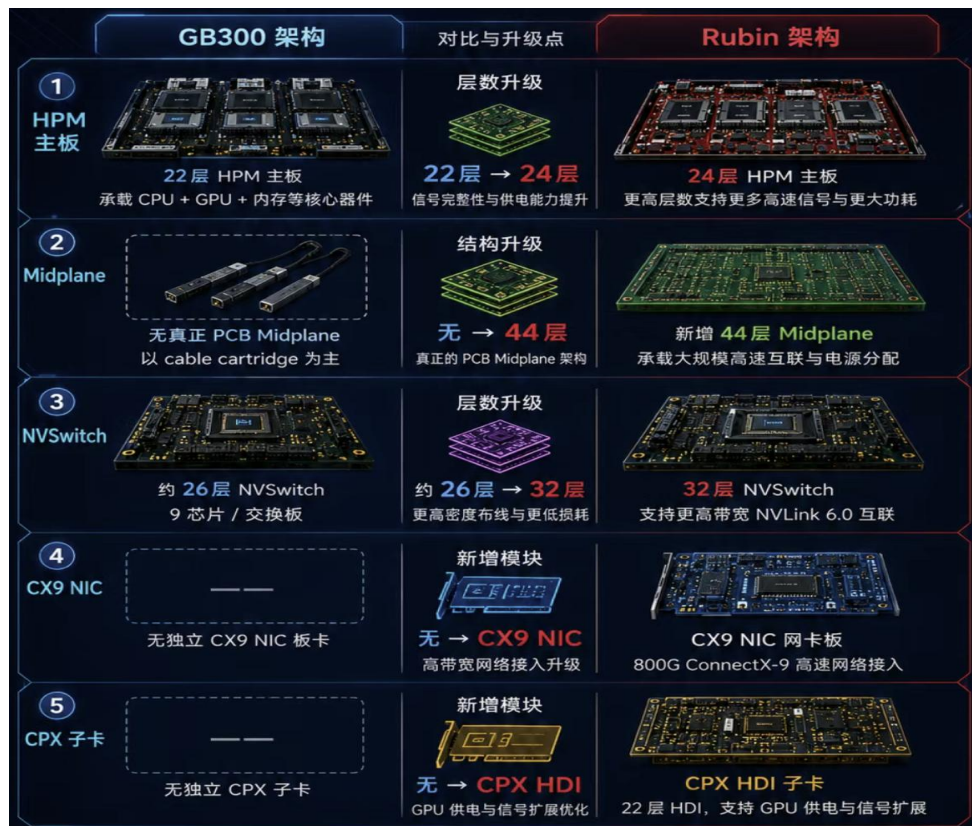 GB300 架构
对比与升级点
Rubin 架构
1
HPM
主板
22层 HPM 主板
承载 CPU + GPU + 内存等核心器件
层数升级
22层 → 24层
信号完整性与供电能力提升
24层 HPM 主板
更高层数支持更多高速信号与更大功耗
2
Midplane
无真正 PCB Midplane
以 cable cartridge 为主
结构升级
无 → 44层
真正的 PCB Midplane 架构
新增 44层 Midplane
承载大规模高速互联与电源分配
3
NVSwitch
约 26层 NVSwitch
9 芯片 / 交换板
层数升级
约 26层 → 32层
更高密度布线与更低损耗
32层 NVSwitch
支持更高带宽 NVLink 6.0 互联
4
CX9 NIC
无独立 CX9 NIC 板卡
新增模块
无 → CX9 NIC
高带宽网络接入升级
CX9 NIC 网卡板
800G ConnectX-9 高速网络接入
5
CPX 子卡
无独立 CPX 子卡
新增模块
无 → CPX HDI
GPU 供电与信号扩展优化
CPX HDI 子卡
22 层 HDI，支持 GPU 供电与信号扩展